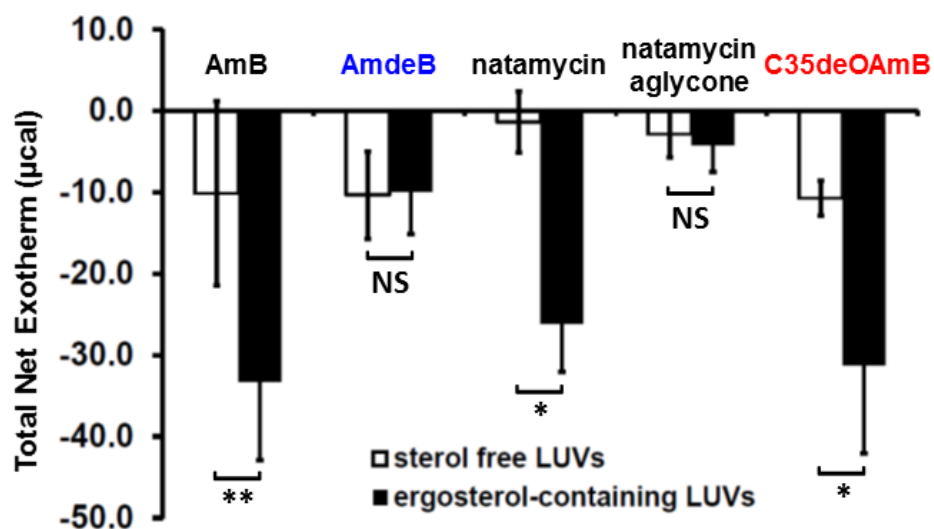 10.0
0.0
-10.0
-20.0
-30.0
-40.0
-50.0
Total Net Exotherm (µcal)
AmB
AmdeB
natamycin
natamycin
aglycone
C35deOAmB
**
NS
*
NS
*
sterol free LUVs
ergosterol-containing LUVs